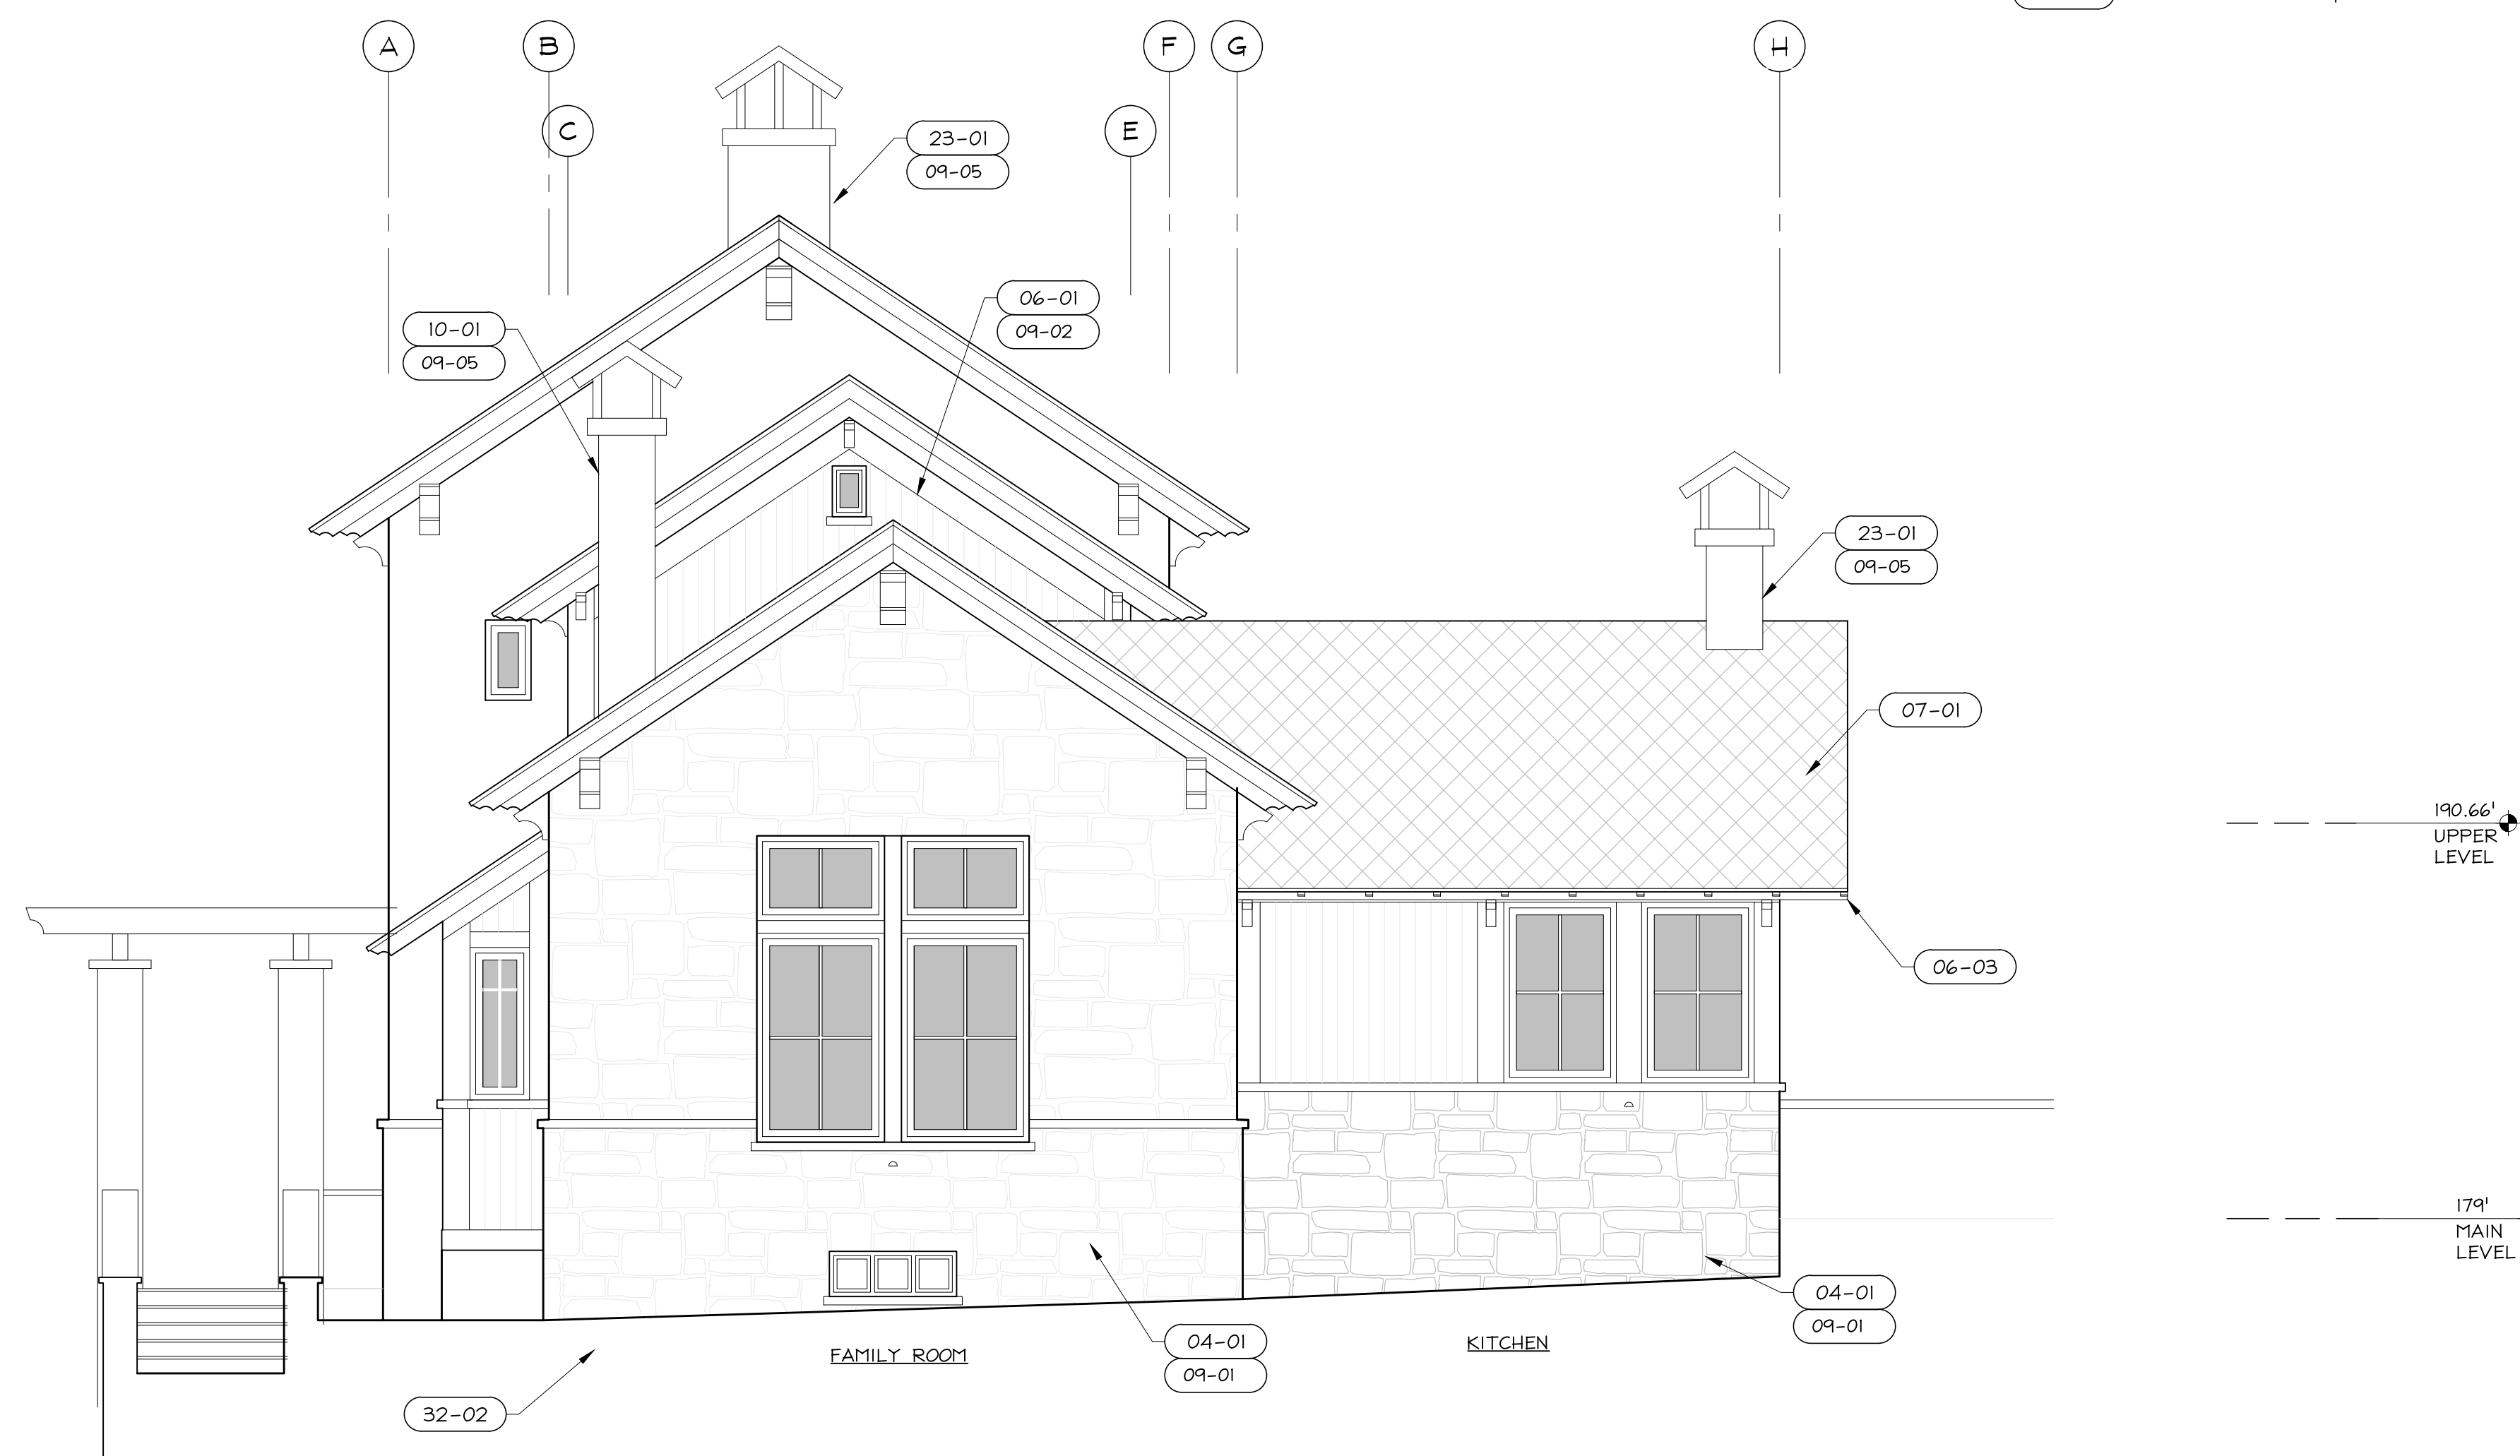 A
B
F
G
H
C
E
23-01
09-05
06-01
09-02
10-01
09-05
23-01
09-05
07-01
190.66'
UPPER
LEVEL
06-03
179'
MAIN
LEVEL
04-01
09-01
04-01
09-01
KITCHEN
FAMILY ROOM
32-02